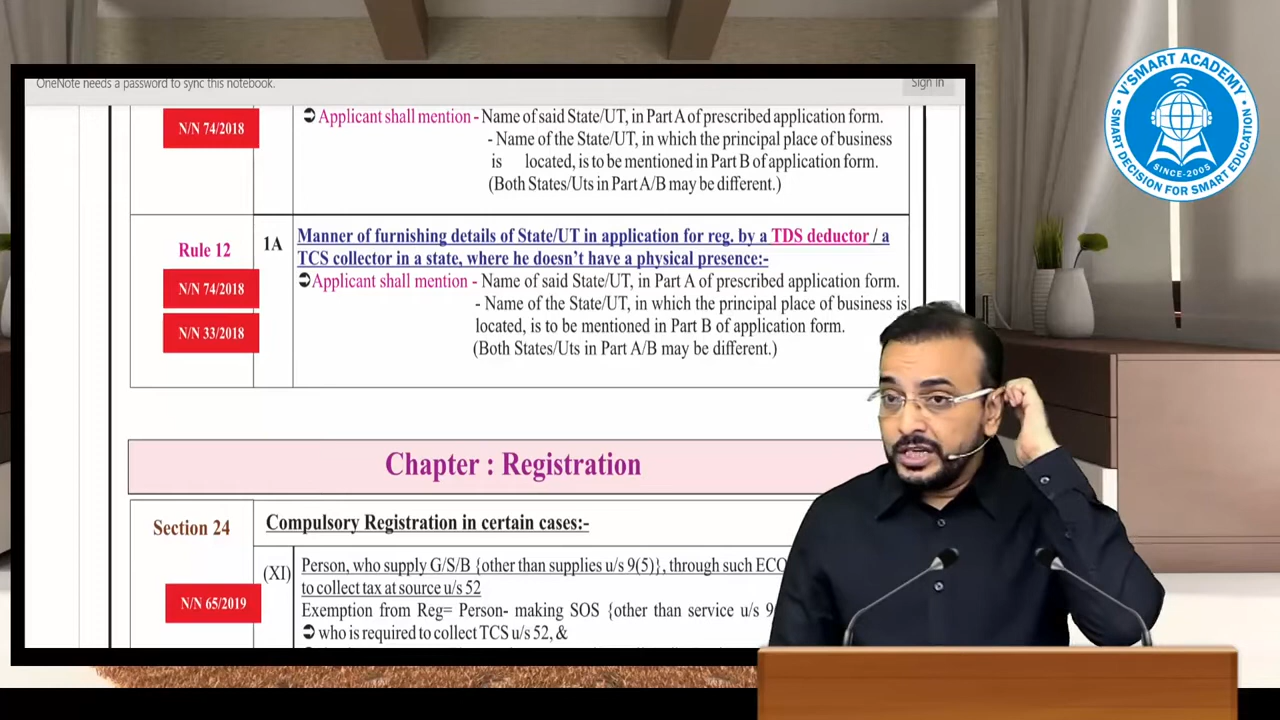 OneNote needs a password to sync this notebook.
Sign in
N/N 74/2018
➲ Applicant shall mention - Name of said State/UT, in Part A of prescribed application form.
- Name of the State/UT, in which the principal place of business
is located, is to be mentioned in Part B of application form.
(Both States/Uts in Part A/B may be different.)
Rule 12
N/N 74/2018
N/N 33/2018
1A
Manner of furnishing details of State/UT in application for reg. by a TDS deductor / a
TCS collector in a state, where he doesn't have a physical presence:-
➲Applicant shall mention - Name of said State/UT, in Part A of prescribed application form.
- Name of the State/UT, in which the principal place of business is
located, is to be mentioned in Part B of application form.
(Both States/Uts in Part A/B may be different.)
Chapter : Registration
Section 24
N/N 65/2019
Compulsory Registration in certain cases:-
(XI)
Person, who supply G/S/B {other than supplies u/s 9(5)}, through such ECO
to collect tax at source u/s 52
Exemption from Reg= Person- making SOS {other than service u/s 9
➲ who is required to collect TCS u/s 52, &
V'SMART ACADEMY
SINCE-2005
SMART DECISION FOR SMART EDUCATION